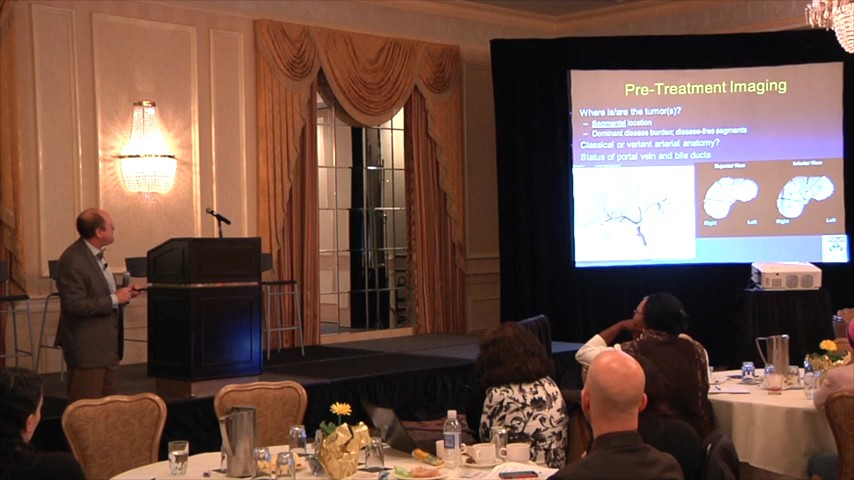 Pre-Treatment Imaging
Where is/are the tumor(s)?
– Segmental location
– Dominant disease burden; disease-free segments
Classical or variant arterial anatomy?
Status of portal vein and bile ducts
Superior View
Inferior View
Right Left
Right Left